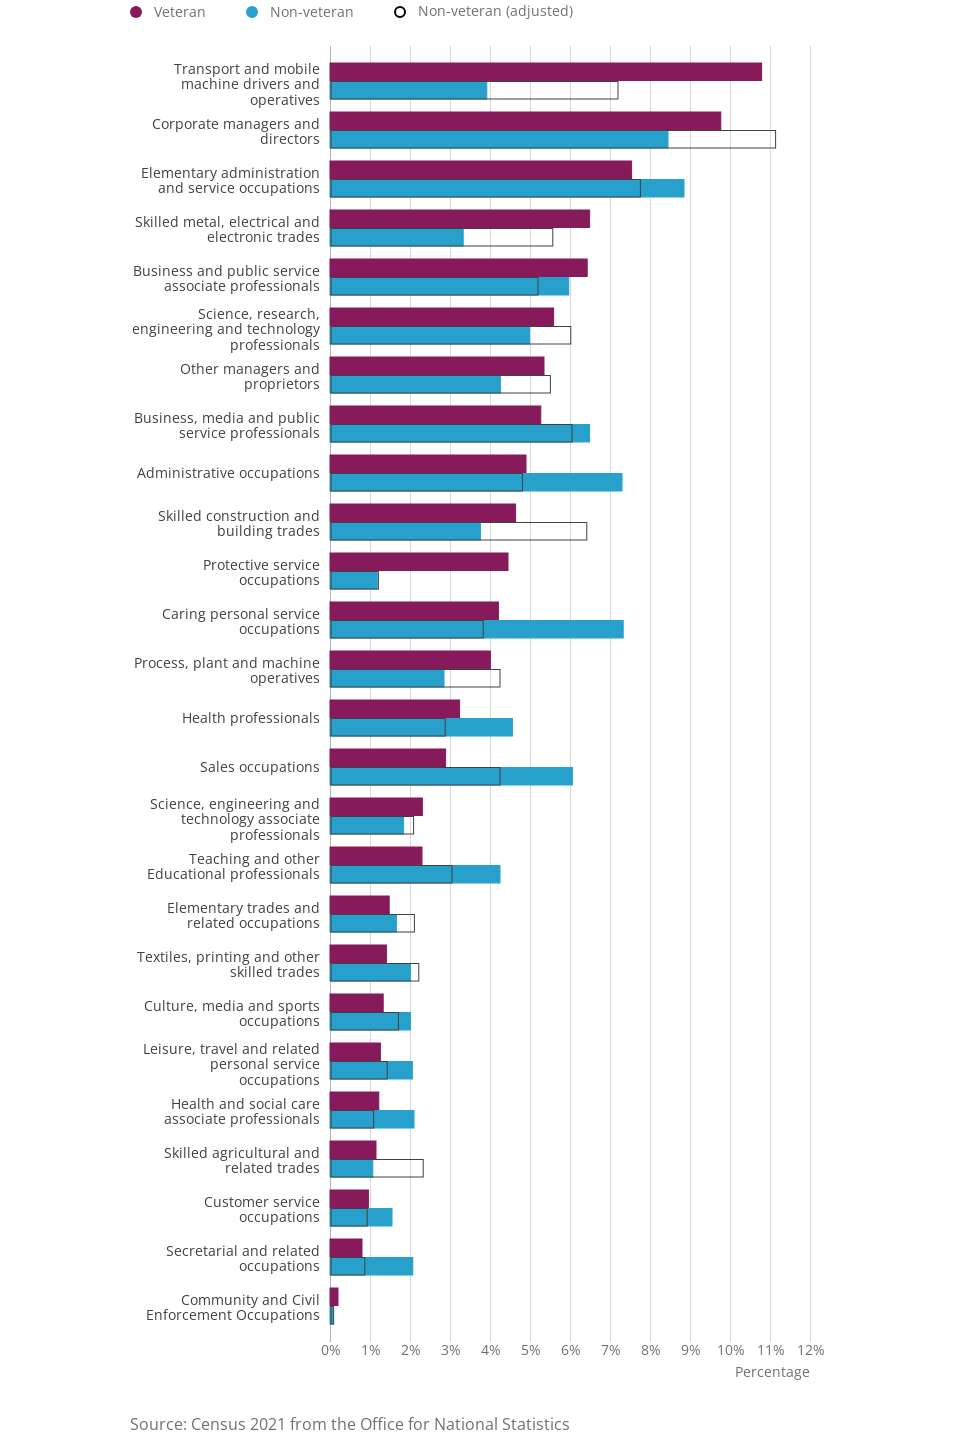 Veteran Non-veteran Non-veteran (adjusted)
Transport and mobile
machine drivers and
operatives
Corporate managers and
directors
Elementary administration
and service occupations
Skilled metal, electrical and
electronic trades
Business and public service
associate professionals
Science, research,
engineering and technology
professionals
Other managers and
proprietors
Business, media and public
service professionals
Administrative occupations
Skilled construction and
building trades
Protective service
occupations
Caring personal service
occupations
Process, plant and machine
operatives
Health professionals
Sales occupations
Science, engineering and
technology associate
professionals
Teaching and other
Educational professionals
Elementary trades and
related occupations
Textiles, printing and other
skilled trades
Culture, media and sports
occupations
Leisure, travel and related
personal service
occupations
Health and social care
associate professionals
Skilled agricultural and
related trades
Customer service
occupations
Secretarial and related
occupations
Community and Civil
Enforcement Occupations
0% 1% 2% 3% 4% 5% 6% 7% 8% 9% 10% 11% 12%
Percentage
Source: Census 2021 from the Office for National Statistics